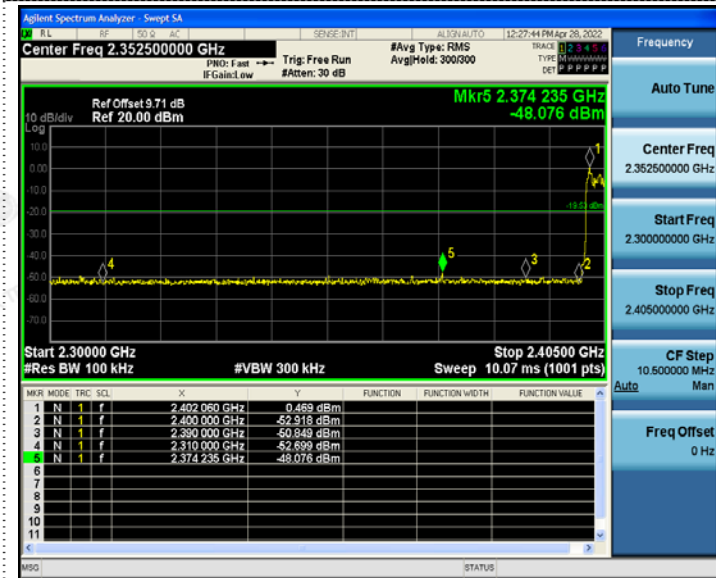 Agilent Spectrum Analyzer - Swept SA
RL RF 50 Ω AC SENSE:INT ALIGN AUTO 12:27:44 PM Apr 28, 2022
Center Freq 2.352500000 GHz
PNO: Fast
IFGain:Low
Trig: Free Run
#Atten: 30 dB
#Avg Type: RMS
Avg|Hold: 300/300
TRACE 1 2 3 4 5 6
TYPE M
DET P P P P P P
Ref Offset 9.71 dB
Ref 20.00 dBm
10 dB/div
Log
Mkr5 2.374 235 GHz
-48.076 dBm
10.0
0.00
-10.0
-20.0
-30.0
-40.0
-50.0
-60.0
-70.0
1
-19.53 dBm
4
5
3
2
Start 2.30000 GHz
Stop 2.40500 GHz
#Res BW 100 kHz
#VBW 300 kHz
Sweep 10.07 ms (1001 pts)
MKR MODE TRC SCL X Y FUNCTION FUNCTION WIDTH FUNCTION VALUE
1 N 1 f 2.402 060 GHz 0.469 dBm
2 N 1 f 2.400 000 GHz -52.918 dBm
3 N 1 f 2.390 000 GHz -50.849 dBm
4 N 1 f 2.310 000 GHz -52.699 dBm
5 N 1 f 2.374 235 GHz -48.076 dBm
6
7
8
9
10
11
MSG
STATUS
Frequency
Auto Tune
Center Freq
2.352500000 GHz
Start Freq
2.300000000 GHz
Stop Freq
2.405000000 GHz
CF Step
10.500000 MHz
Auto Man
Freq Offset
0 Hz